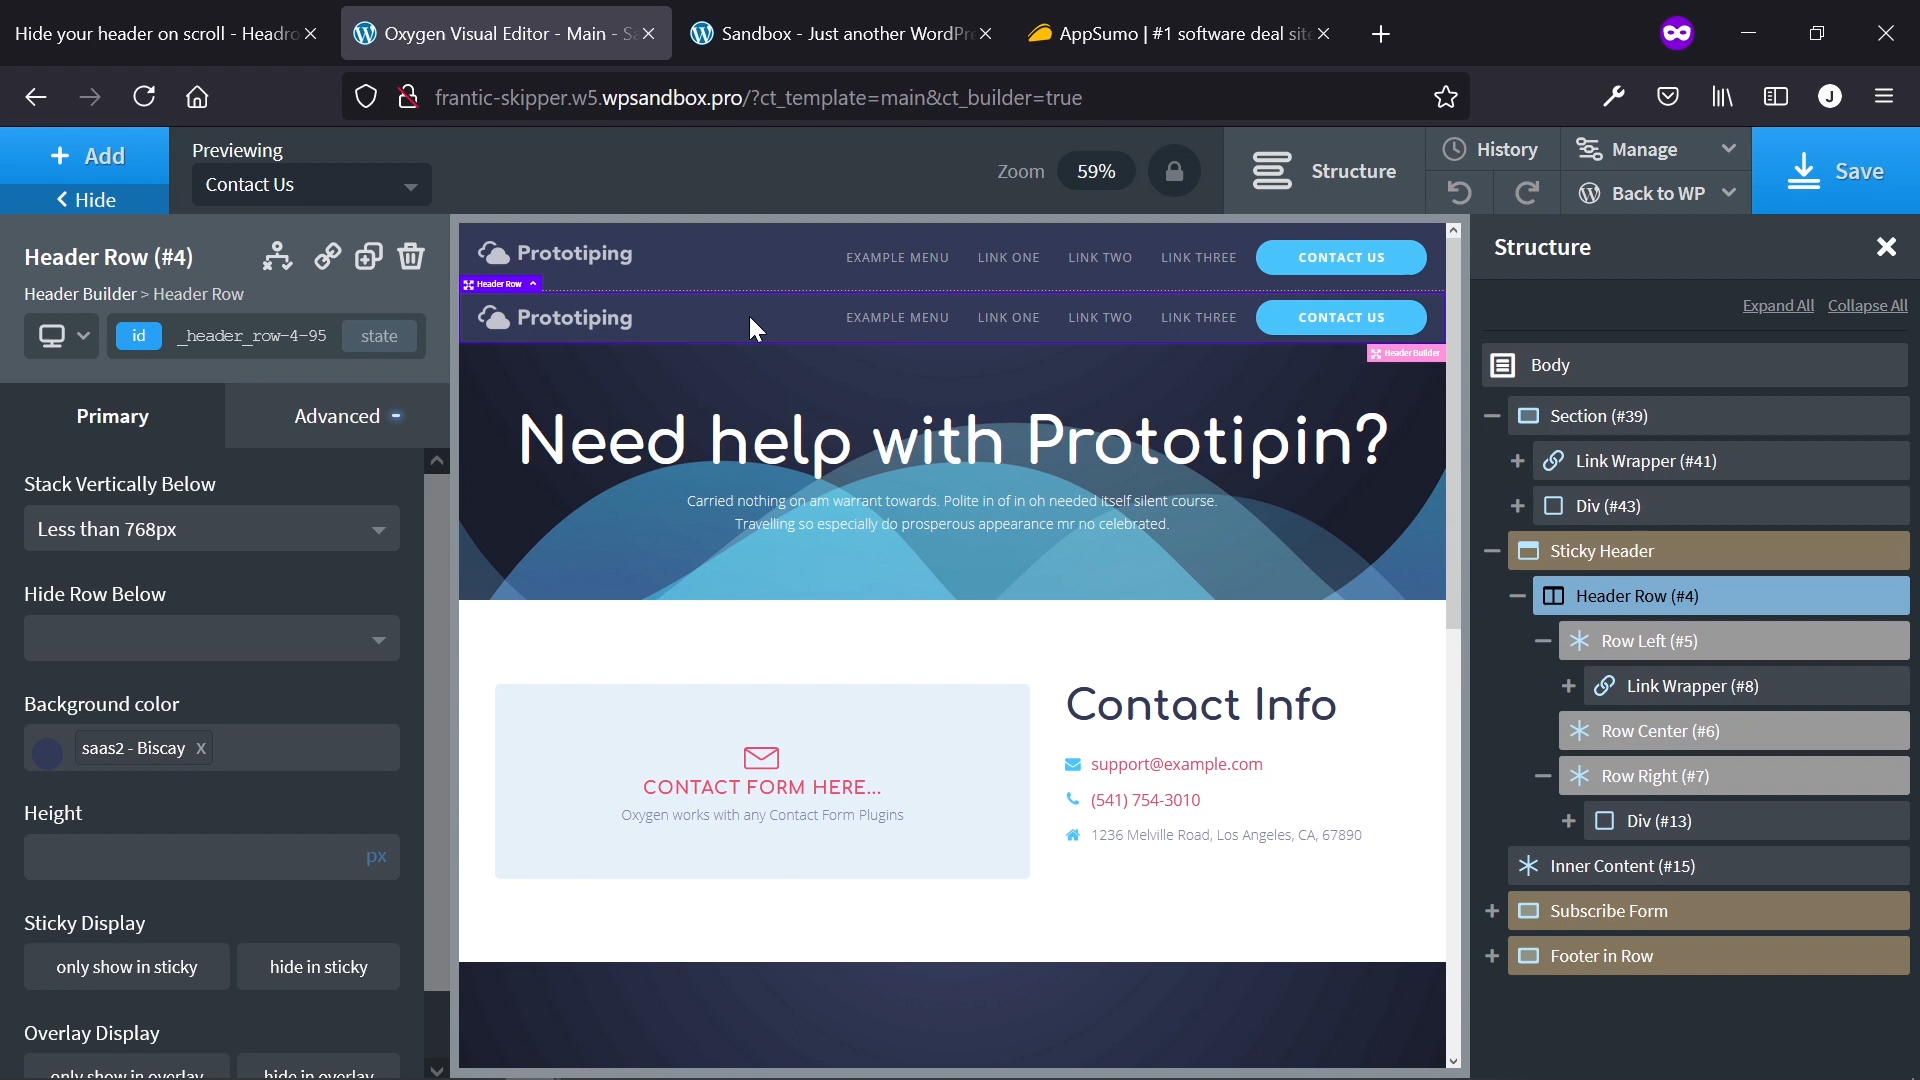 Hide your header on scroll - Headro
Oxygen Visual Editor - Main - S
Sandbox - Just another WordPre
AppSumo | #1 software deal site
frantic-skipper.w5.wpsandbox.pro/?ct_template=main&ct_builder=true
J
+ Add
Hide
Previewing
Contact Us
Zoom
59%
Structure
History
Manage
Back to WP
Save
Header Row (#4)
Header Builder > Header Row
id
_header_row-4-95
state
Primary
Advanced
Stack Vertically Below
Less than 768px
Hide Row Below
Background color
saas2 - Biscay x
Height
px
Sticky Display
only show in sticky
hide in sticky
Overlay Display
only show in overlay
hide in overlay
Prototiping
EXAMPLE MENU
LINK ONE
LINK TWO
LINK THREE
CONTACT US
Header Row
Prototiping
EXAMPLE MENU
LINK ONE
LINK TWO
LINK THREE
CONTACT US
Header Builder
Need help with Prototipin?
Carried nothing on am warrant towards. Polite in of in oh needed itself silent course.
Travelling so especially do prosperous appearance mr no celebrated.
CONTACT FORM HERE...
Oxygen works with any Contact Form Plugins
Contact Info
support@example.com
(541) 754-3010
1236 Melville Road, Los Angeles, CA, 67890
Structure
Expand All
Collapse All
Body
Section (#39)
Link Wrapper (#41)
Div (#43)
Sticky Header
Header Row (#4)
Row Left (#5)
Link Wrapper (#8)
Row Center (#6)
Row Right (#7)
Div (#13)
Inner Content (#15)
Subscribe Form
Footer in Row